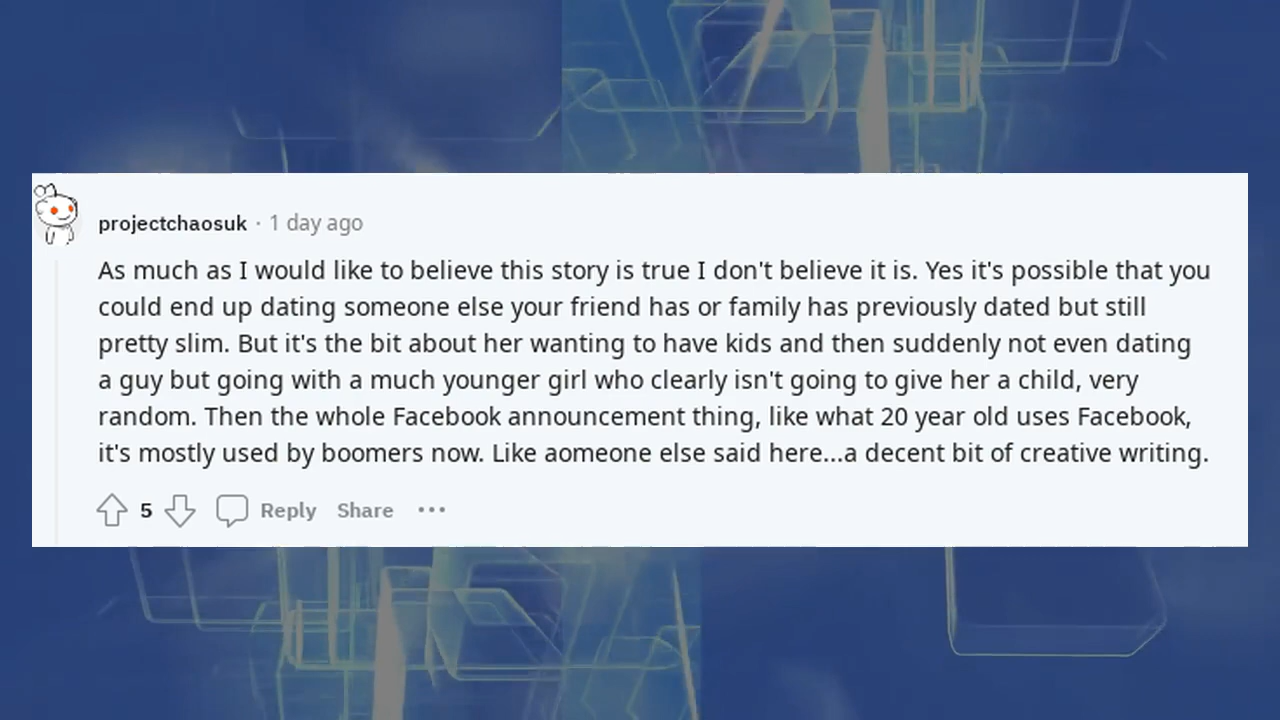 projectchaosuk · 1 day ago
As much as I would like to believe this story is true I don't believe it is. Yes it's possible that you
could end up dating someone else your friend has or family has previously dated but still
pretty slim. But it's the bit about her wanting to have kids and then suddenly not even dating
a guy but going with a much younger girl who clearly isn't going to give her a child, very
random. Then the whole Facebook announcement thing, like what 20 year old uses Facebook,
it's mostly used by boomers now. Like aomeone else said here...a decent bit of creative writing.
5 Reply Share